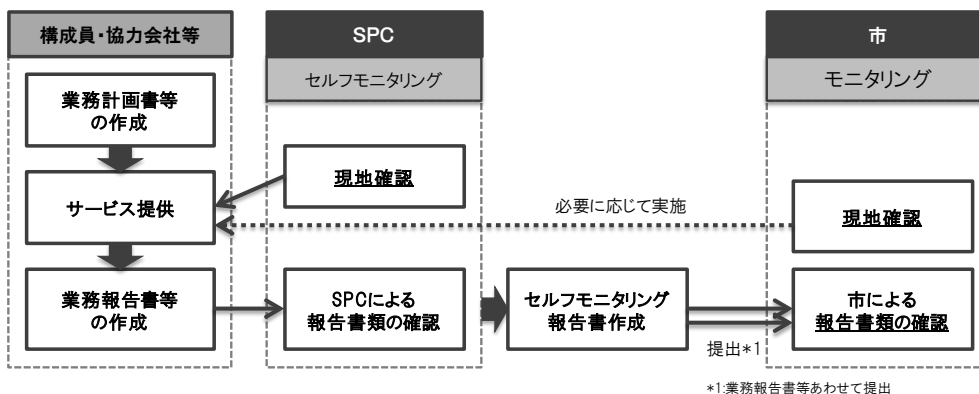 構成員・協力会社等
業務計画書等
の作成
サービス提供
業務報告書等
の作成
SPC
セルフモニタリング
現地確認
SPCによる
報告書類の確認
セルフモニタリング
報告書作成
必要に応じて実施
提出*1
市
モニタリング
現地確認
市による
報告書類の確認
*1:業務報告書等あわせて提出